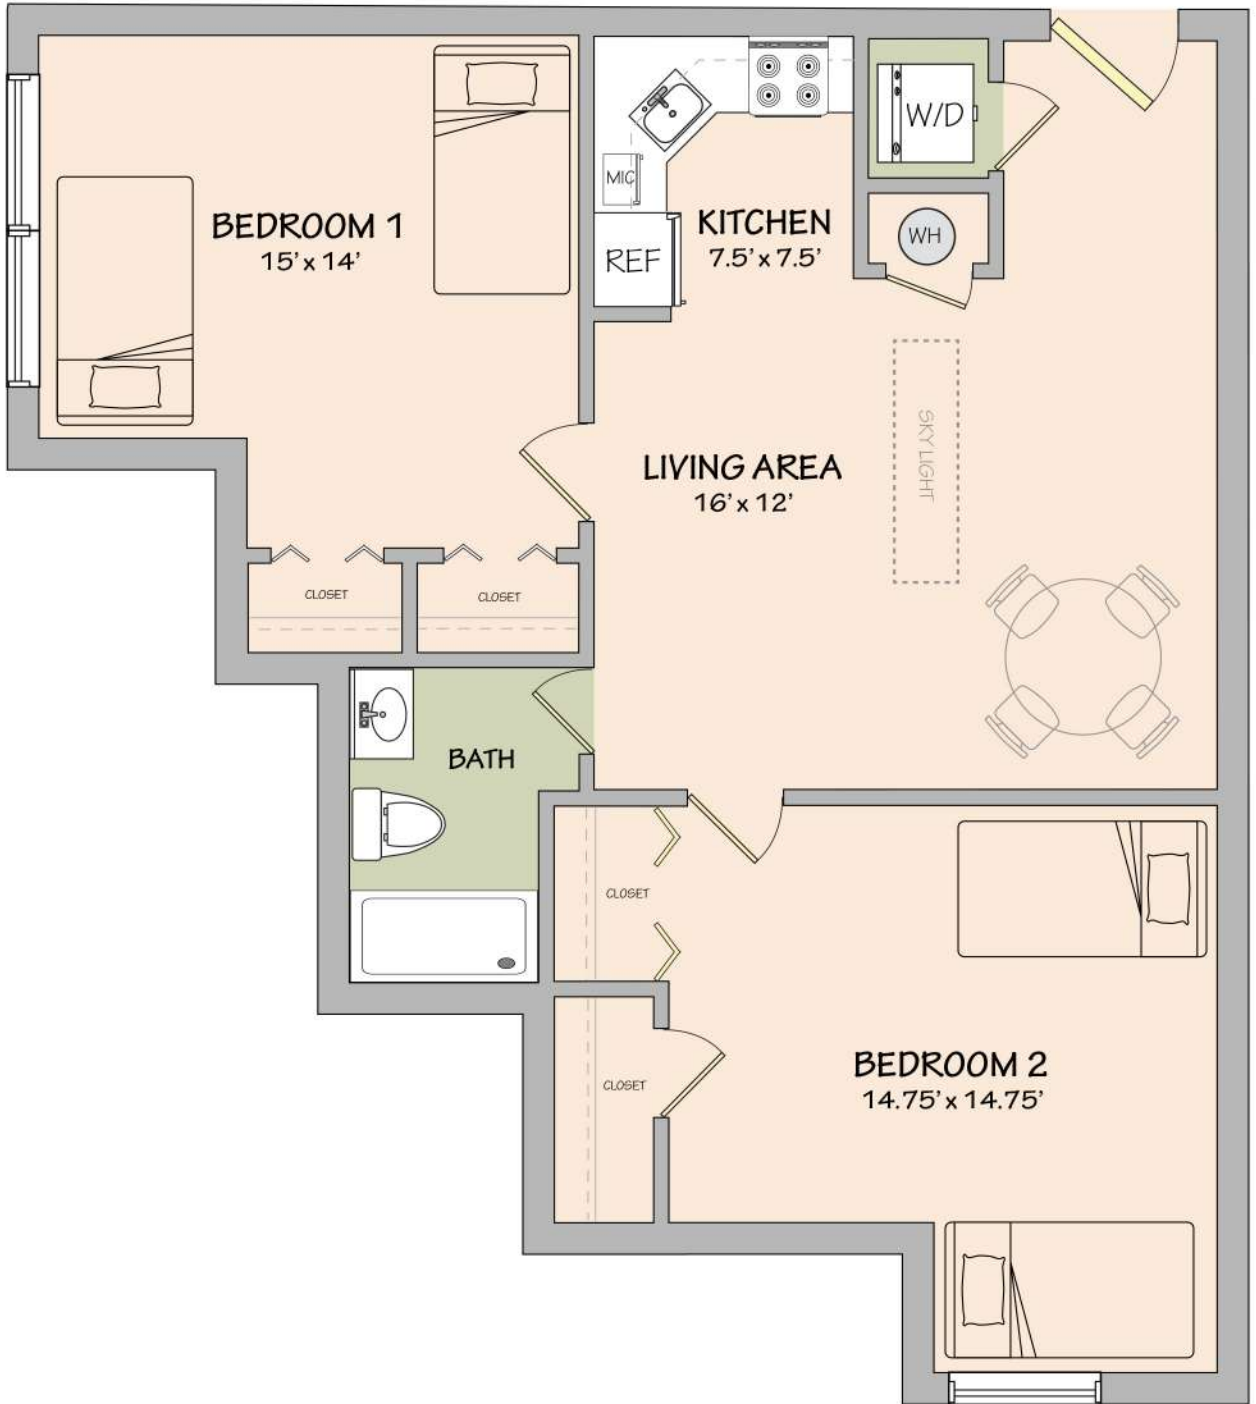 W/D
MIC
BEDROOM 1
15' x 14'
KITCHEN
7.5' x 7.5'
WH
REF
SKY LIGHT
LIVING AREA
16' x 12'
CLOSET
CLOSET
BATH
CLOSET
BEDROOM 2
14.75' x 14.75'
CLOSET